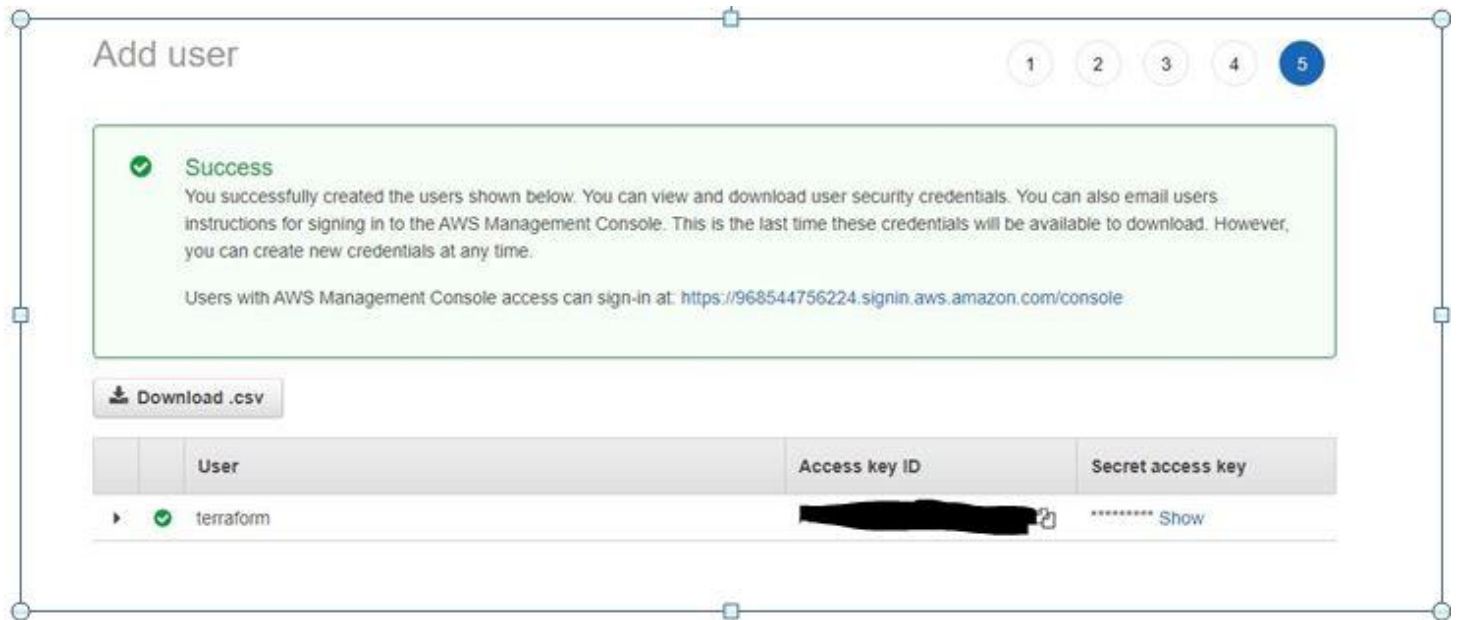 Add user
1 2 3 4 5
Success
You successfully created the users shown below. You can view and download user security credentials. You can also email users
instructions for signing in to the AWS Management Console. This is the last time these credentials will be available to download. However,
you can create new credentials at any time.
Users with AWS Management Console access can sign-in at: https://968544756224.signin.aws.amazon.com/console
Download .csv
User Access key ID Secret access key
terraform ********* Show